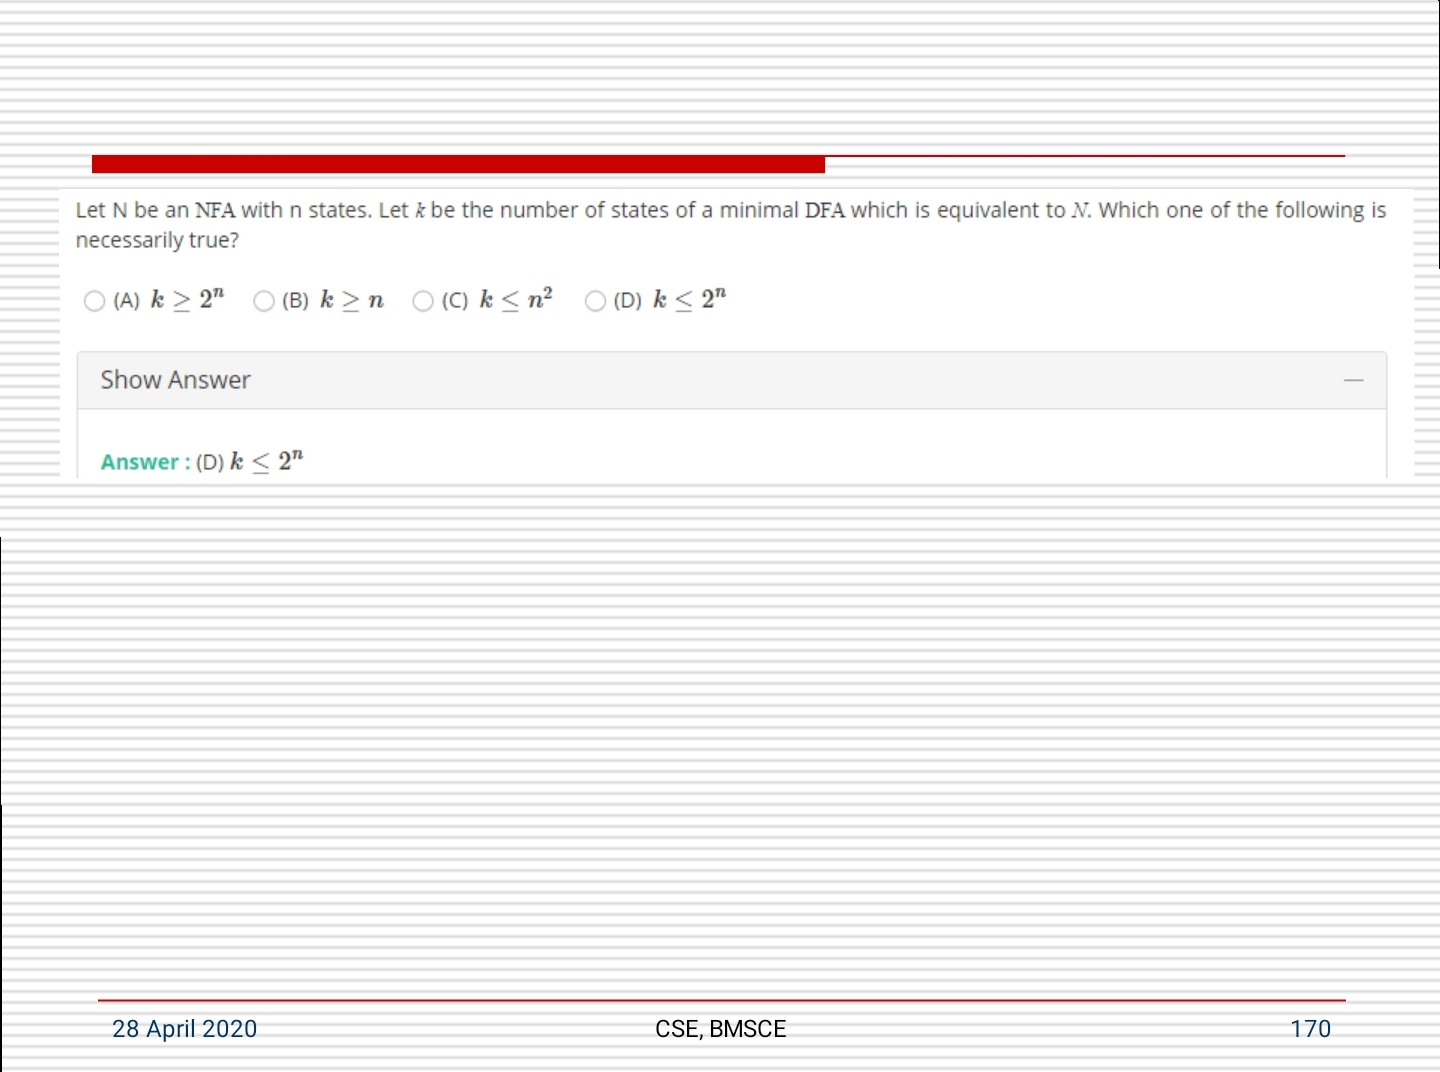 Let N be an NFA with n states. Let k be the number of states of a minimal DFA which is equivalent to N. Which one of the following is
necessarily true?
(A) k ≥ 2ⁿ (B) k ≥ n (C) k ≤ n² (D) k ≤ 2ⁿ
Show Answer
Answer : (D) k ≤ 2ⁿ
28 April 2020 CSE, BMSCE 170